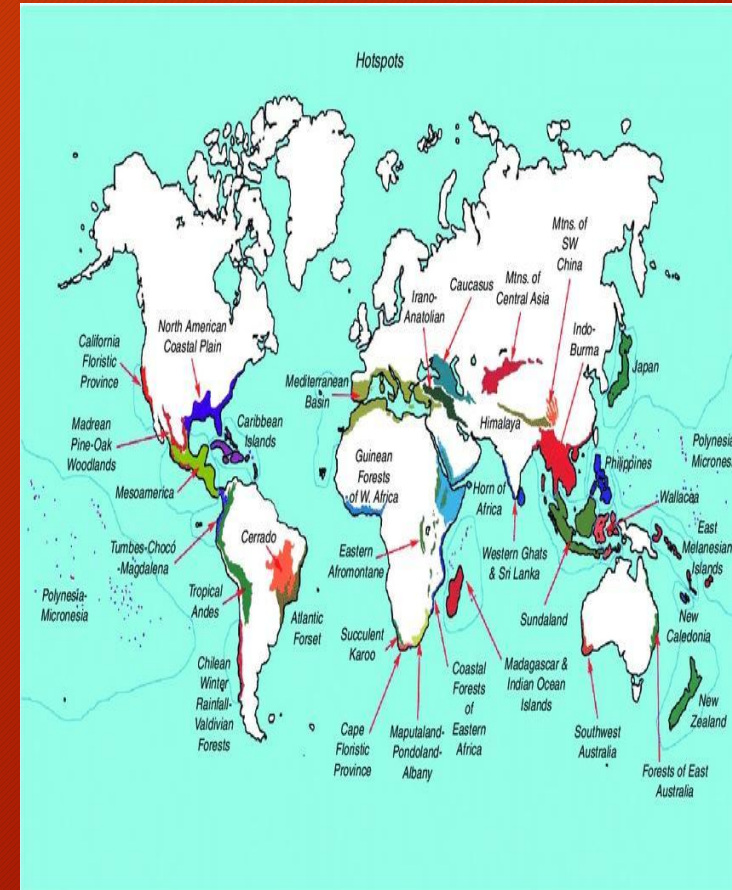 Hotspots
Mtns. of
SW
China
Caucasus
Mtns. of
Central Asia
Irano-
Anatolian
Indo-
Burma
North American
Coastal Plain
California
Floristic
Province
Japan
Mediterranean
Basin
Madrean
Pine-Oak
Woodlands
Caribbean
Islands
Himalaya
Polynesia
Micrones
Guinean
Forests
of W. Africa
Philippines
Mesoamerica
Horn of
Africa
Wallacea
Tumbes-Chocó
-Magdalena
Cerrado
Eastern
Afromontane
Western Ghats
& Sri Lanka
East
Melanesian
Islands
Polynesia-
Micronesia
Tropical
Andes
Atlantic
Forset
Sundaland
New
Caledonia
Succulent
Karoo
Chilean
Winter
Rainfall-
Valdivian
Forests
Coastal
Forests
of
Eastern
Africa
Madagascar &
Indian Ocean
Islands
New
Zealand
Cape
Floristic
Province
Maputaland-
Pondoland-
Albany
Southwest
Australia
Forests of East
Australia